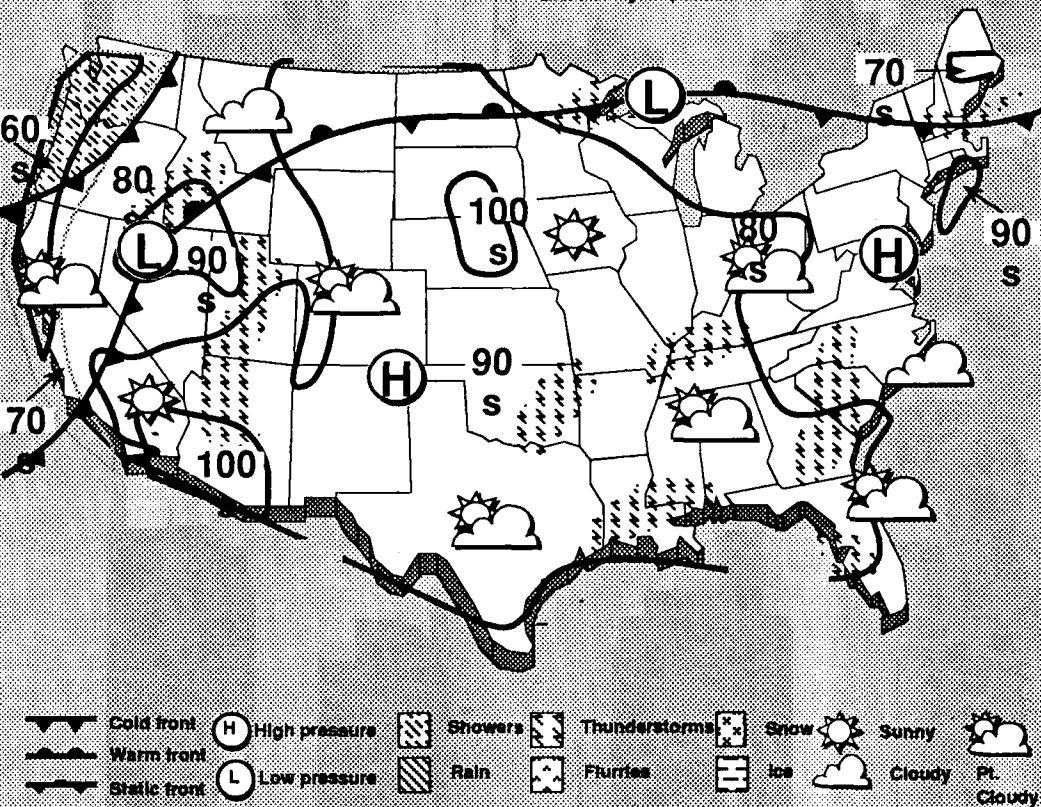 70
L
60
s
s
80
100
80
90
L
90
s
H
s
s
s
90
H
s
70
100
Cold front H High pressure Showers Thunderstorms Snow Sunny
Warm front
Static front L Low pressure Rain Flurries Ice Cloudy Pt.
Cloudy